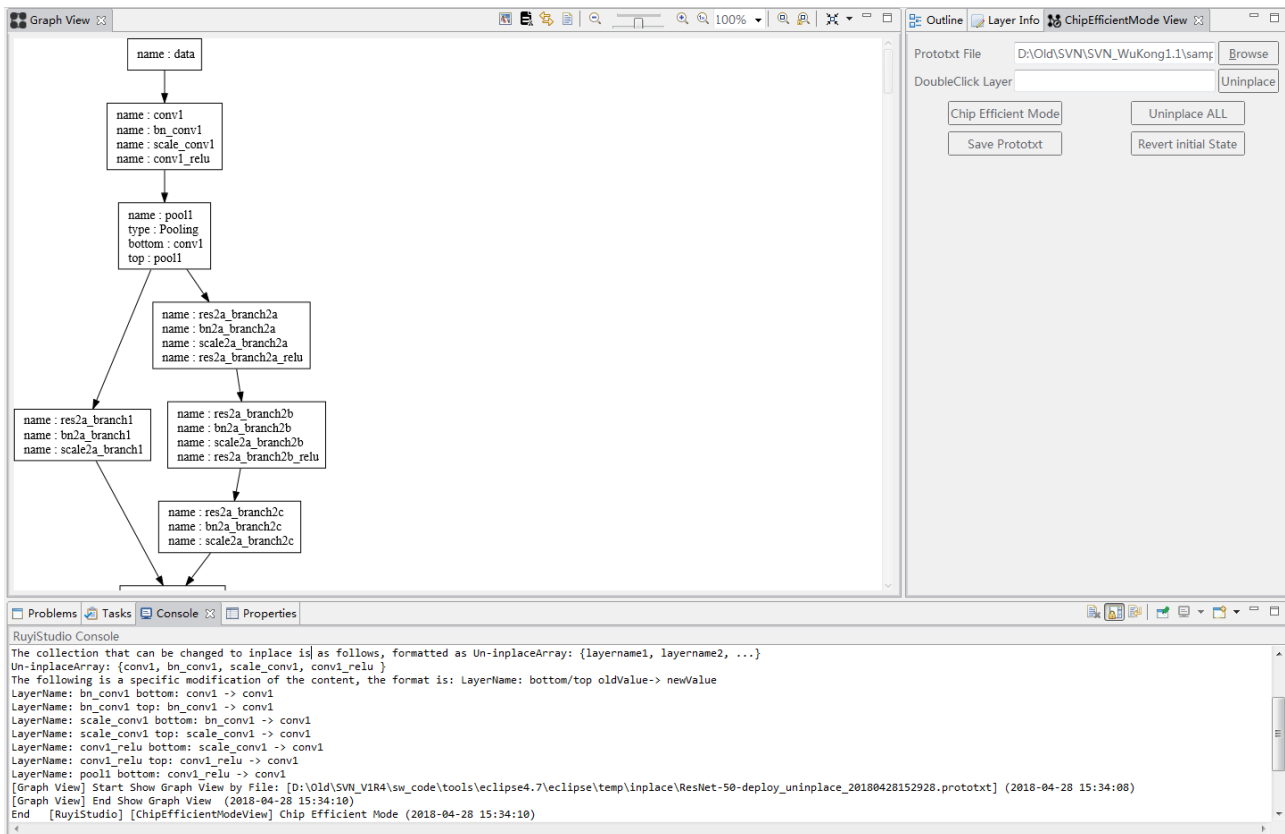 Graph View
100%
name : data
name : conv1
name : bn_conv1
name : scale_conv1
name : conv1_relu
name : pool1
type : Pooling
bottom : conv1
top : pool1
name : res2a_branch2a
name : bn2a_branch2a
name : scale2a_branch2a
name : res2a_branch2a_relu
name : res2a_branch1
name : bn2a_branch1
name : scale2a_branch1
name : res2a_branch2b
name : bn2a_branch2b
name : scale2a_branch2b
name : res2a_branch2b_relu
name : res2a_branch2c
name : bn2a_branch2c
name : scale2a_branch2c
Outline Layer Info ChipEfficientMode View
Prototxt File D:\Old\SVN\SVN_WuKong1.1\samp Browse
DoubleClick Layer Uninplace
Chip Efficient Mode Uninplace ALL
Save Prototxt Revert initial State
Problems Tasks Console Properties
RuyiStudio Console
The collection that can be changed to inplace is as follows, formatted as Un-inplaceArray: {layername1, layername2, ...}
Un-inplaceArray: {conv1, bn_conv1, scale_conv1, conv1_relu }
The following is a specific modification of the content, the format is: LayerName: bottom/top oldValue-> newValue
LayerName: bn_conv1 bottom: conv1 -> conv1
LayerName: bn_conv1 top: bn_conv1 -> conv1
LayerName: scale_conv1 bottom: bn_conv1 -> conv1
LayerName: scale_conv1 top: scale_conv1 -> conv1
LayerName: conv1_relu bottom: scale_conv1 -> conv1
LayerName: conv1_relu top: conv1_relu -> conv1
LayerName: pool1 bottom: conv1_relu -> conv1
[Graph View] Start Show Graph View by File: [D:\Old\SVN_V1R4\sw_code\tools\eclipse4.7\eclipse\temp\inplace\ResNet-50-deploy_uninplace_20180428152928.prototxt] (2018-04-28 15:34:08)
[Graph View] End Show Graph View (2018-04-28 15:34:10)
End [RuyiStudio] [ChipEfficientModeView] Chip Efficient Mode (2018-04-28 15:34:10)